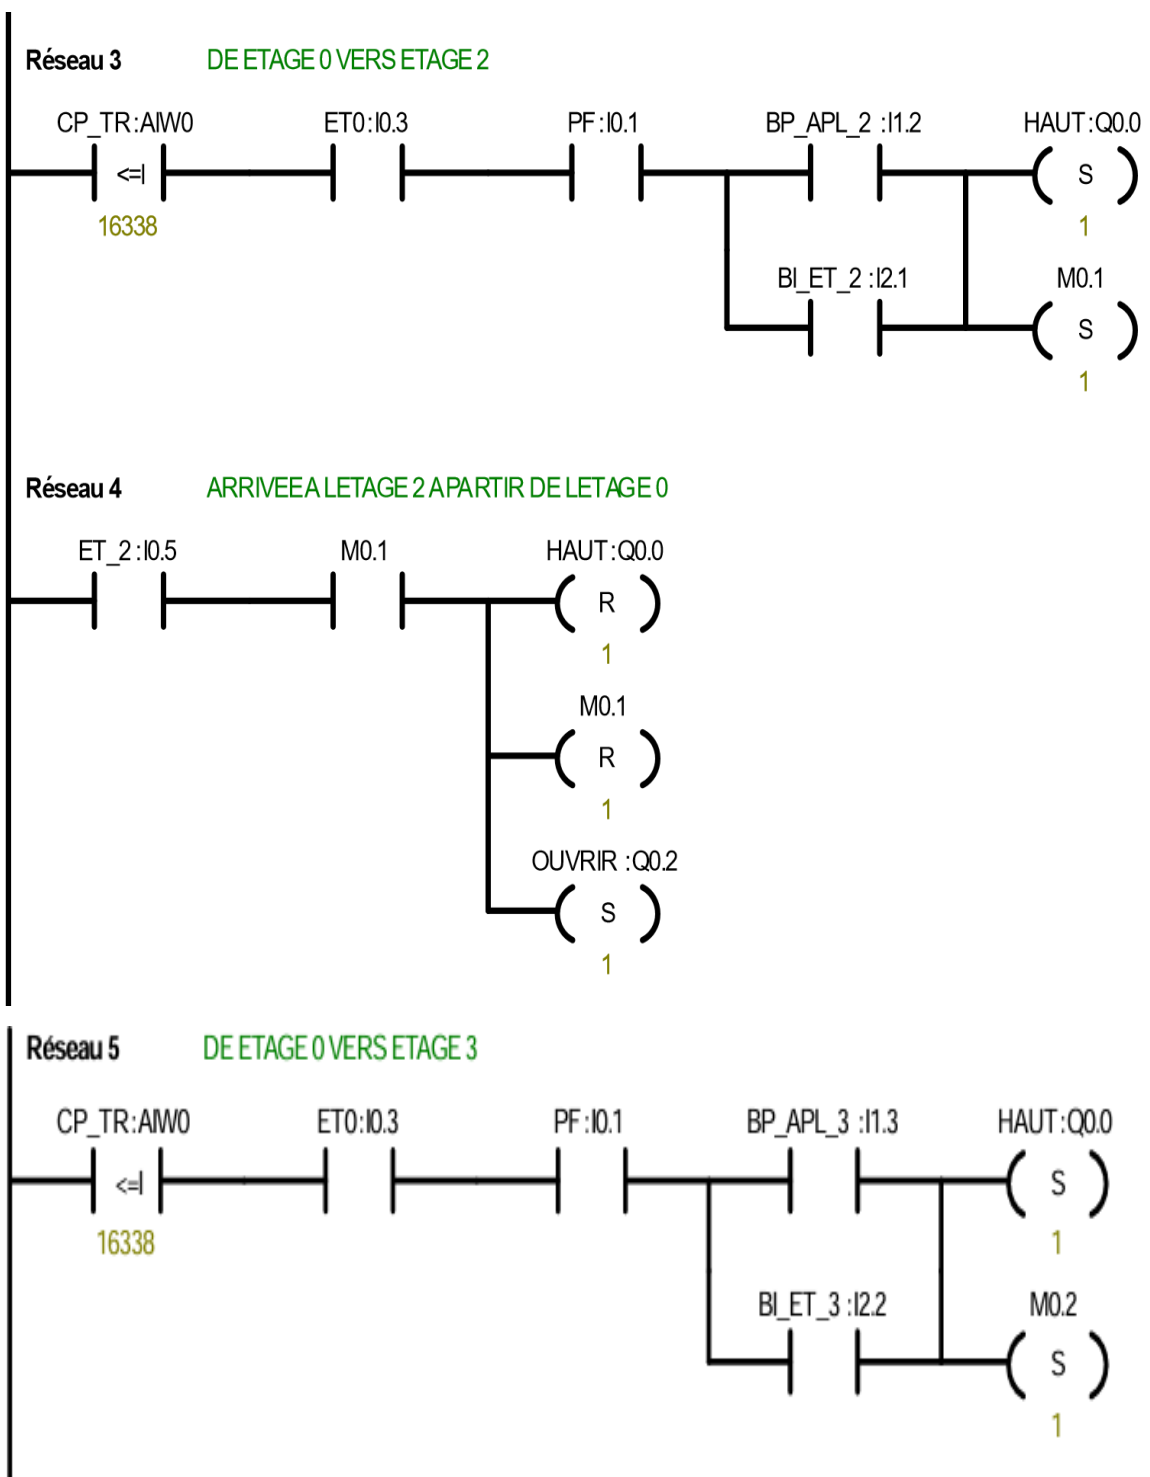 Réseau 3 DE ETAGE 0 VERS ETAGE 2
CP_TR:AIW0 ET0:I0.3 PF:I0.1 BP_APL_2 :I1.2 HAUT:Q0.0
<=I S
16338 1
BI_ET_2 :I2.1 M0.1
S
1
Réseau 4 ARRIVEE A LETAGE 2 A PARTIR DE LETAGE 0
ET_2 :I0.5 M0.1 HAUT:Q0.0
R
1
M0.1
R
1
OUVRIR :Q0.2
S
1
Réseau 5 DE ETAGE 0 VERS ETAGE 3
CP_TR:AIW0 ET0:I0.3 PF:I0.1 BP_APL_3 :I1.3 HAUT:Q0.0
<=I S
16338 1
BI_ET_3 :I2.2 M0.2
S
1